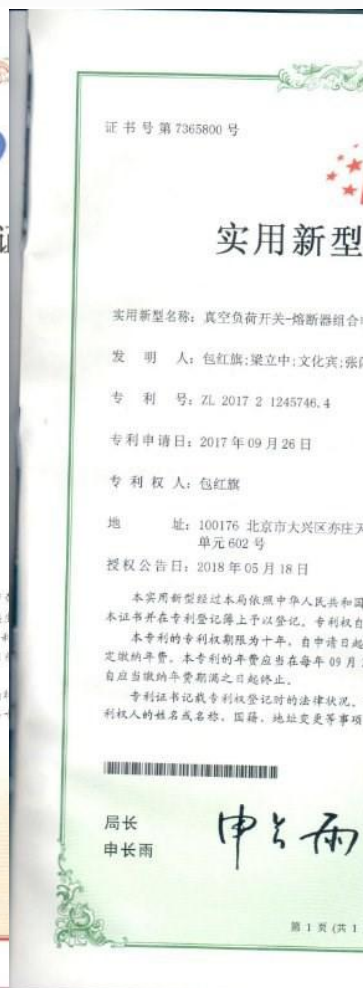 证书号第7365800号
实用新型
实用新型名称：真空负荷开关-熔断器组合
发 明 人：包红旗;梁立中;文化宾;张
专 利 号：ZL 2017 2 1245746.4
专利申请日：2017年09月26日
专 利 权 人：包红旗
地 址：100176 北京市大兴区亦庄
单元602号
授权公告日：2018年05月18日
本实用新型经过本局依照中华人民共和国
本证书并在专利登记簿上予以登记。专利权自
本专利的专利权期限为十年，自申请日起
定缴纳年费。本专利的年费应当在每年09月
自应当缴纳年费期满之日起终止。
专利证书记载专利权登记时的法律状况。
利权人的姓名或名称、国籍、地址变更等事项
局长
申长雨
申长雨
第1页(共1